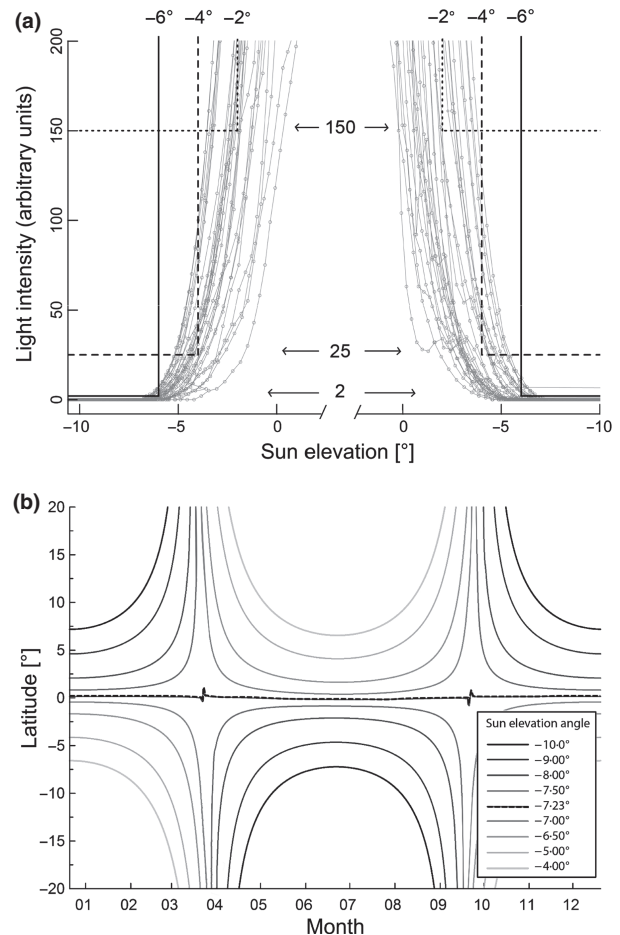 (a)
−6° −4° −2° −2° −4° −6°
200
150
100
50
0
Light intensity (arbitrary units)
150
25
2
−10 −5 0 0 −5 −10
Sun elevation [°]
(b)
20
15
10
5
0
−5
−10
−15
−20
Latitude [°]
Sun elevation angle
−10·0°
−9·00°
−8·00°
−7·50°
−7·23°
−7·00°
−6·50°
−5·00°
−4·00°
01 02 03 04 05 06 07 08 09 10 11 12
Month